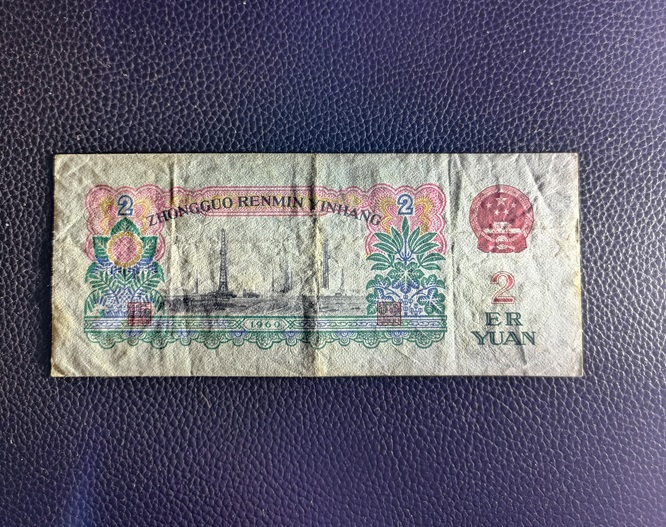 2 2
ZHONGGUO RENMIN YINHANG
1960
2
ER
YUAN